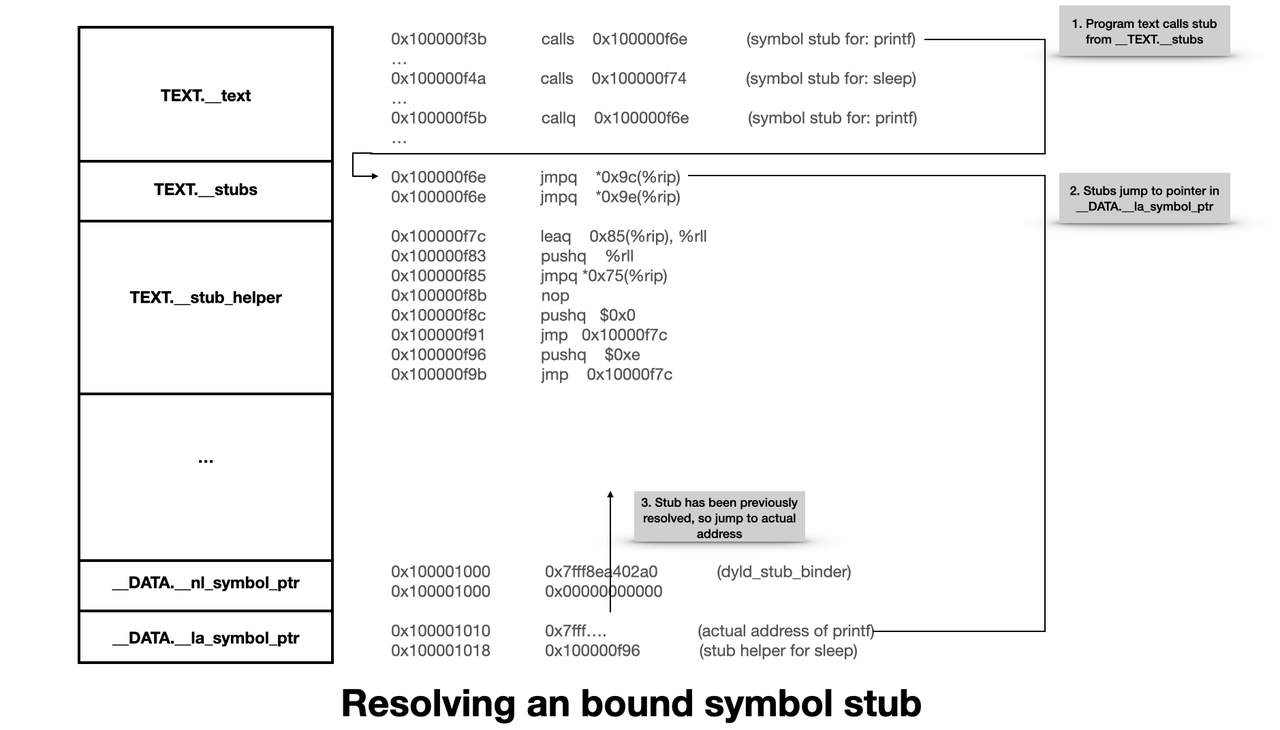 1. Program text calls stub
from __TEXT.__stubs
0x100000f3b calls 0x100000f6e (symbol stub for: printf)
...
0x100000f4a calls 0x100000f74 (symbol stub for: sleep)
TEXT.__text
...
0x100000f5b callq 0x100000f6e (symbol stub for: printf)
...
0x100000f6e jmpq *0x9c(%rip)
TEXT.__stubs
0x100000f6e jmpq *0x9e(%rip)
2. Stubs jump to pointer in
__DATA.__la_symbol_ptr
0x100000f7c leaq 0x85(%rip), %rll
0x100000f83 pushq %rll
0x100000f85 jmpq *0x75(%rip)
TEXT.__stub_helper
0x100000f8b nop
0x100000f8c pushq $0x0
0x100000f91 jmp 0x10000f7c
0x100000f96 pushq $0xe
0x100000f9b jmp 0x10000f7c
...
3. Stub has been previously
resolved, so jump to actual
address
0x100001000 0x7fff8ea402a0 (dyld_stub_binder)
__DATA.__nl_symbol_ptr
0x100001000 0x00000000000
0x100001010 0x7fff.... (actual address of printf)
__DATA.__la_symbol_ptr
0x100001018 0x100000f96 (stub helper for sleep)
Resolving an bound symbol stub